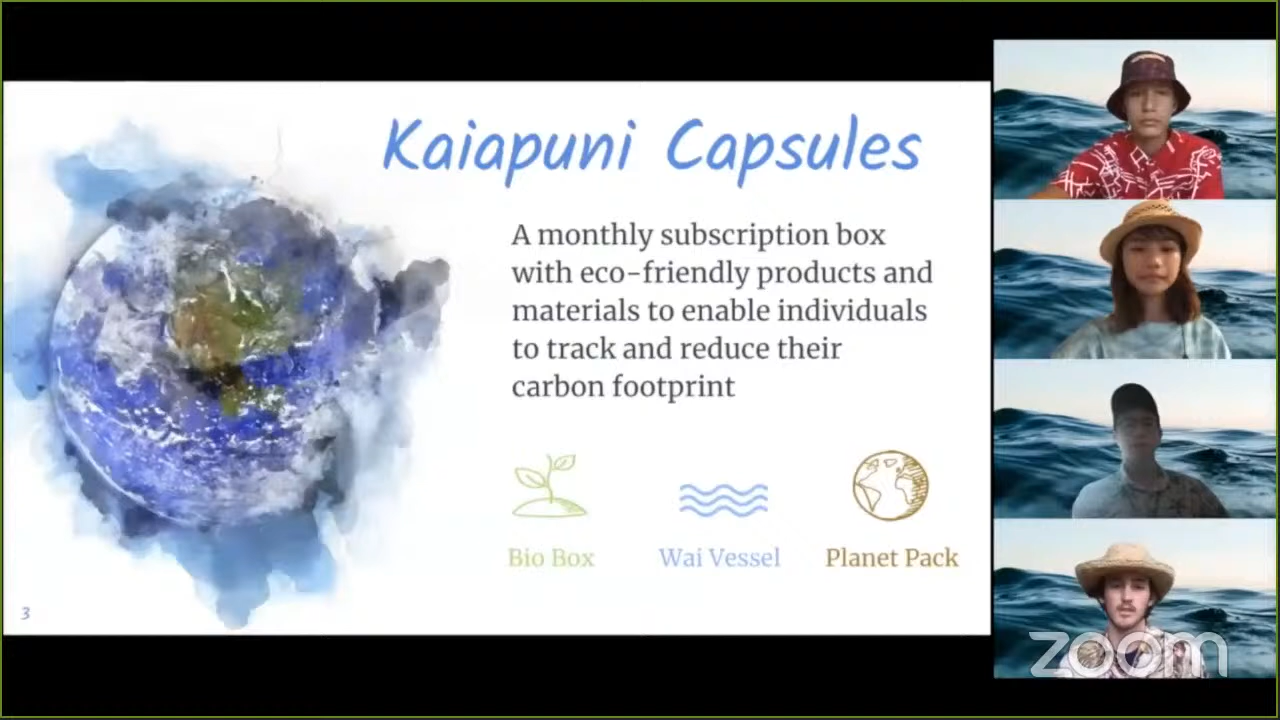 Kaiapuni Capsules
A monthly subscription box
with eco-friendly products and
materials to enable individuals
to track and reduce their
carbon footprint
Bio Box
Wai Vessel
Planet Pack
3
zoom